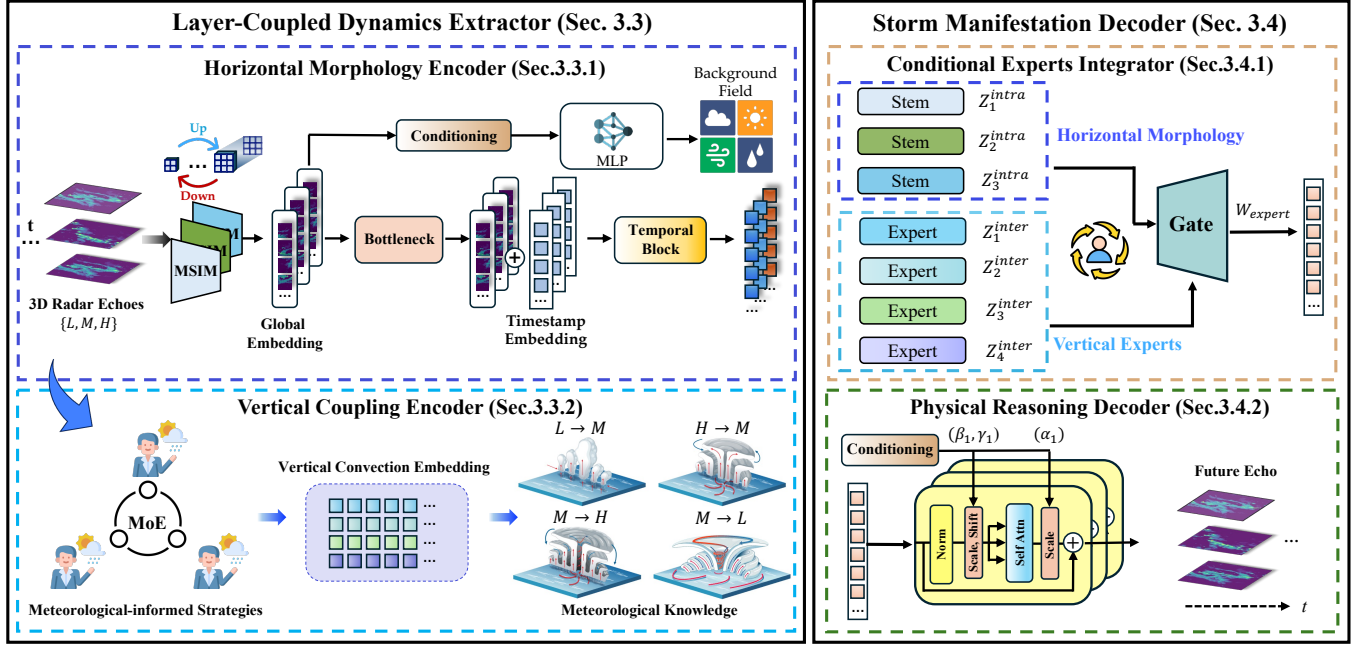 Layer-Coupled Dynamics Extractor (Sec. 3.3)
Horizontal Morphology Encoder (Sec.3.3.1)
Background
Field
Conditioning
MLP
Up
...
Down
t
...
MSIM
IM
M
Bottleneck
Temporal
Block
...
...
...
...
3D Radar Echoes
{L, M, H}
Global
Embedding
Timestamp
Embedding
Vertical Coupling Encoder (Sec.3.3.2)
MoE
Meteorological-informed Strategies
Vertical Convection Embedding
...
...
...
...
L → M
H → M
M → H
M → L
Meteorological Knowledge
Storm Manifestation Decoder (Sec. 3.4)
Conditional Experts Integrator (Sec.3.4.1)
Stem Z_1^{intra}
Stem Z_2^{intra}
Stem Z_3^{intra}
Horizontal Morphology
Expert Z_1^{inter}
Expert Z_2^{inter}
Expert Z_3^{inter}
Expert Z_4^{inter}
Vertical Experts
Gate
W_{expert}
...
Physical Reasoning Decoder (Sec.3.4.2)
Conditioning
(β_1, γ_1)
(α_1)
Norm
Scale, Shift
Self Attn
Scale
...
Future Echo
...
t